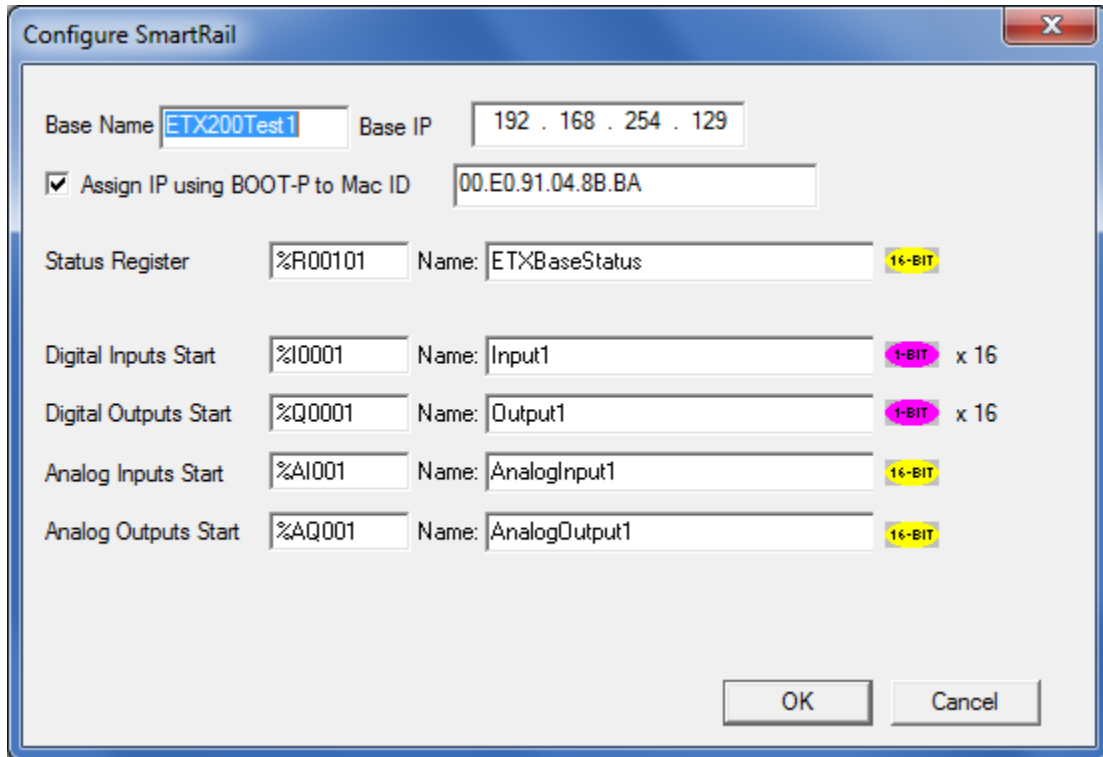 Configure SmartRail
Base Name ETX200Test1 Base IP 192 . 168 . 254 . 129
Assign IP using BOOT-P to Mac ID 00.E0.91.04.8B.BA
Status Register %R00101 Name: ETXBaseStatus 16-BIT
Digital Inputs Start %I0001 Name: Input1 1-BIT x 16
Digital Outputs Start %Q0001 Name: Output1 1-BIT x 16
Analog Inputs Start %AI001 Name: AnalogInput1 16-BIT
Analog Outputs Start %AQ001 Name: AnalogOutput1 16-BIT
OK Cancel